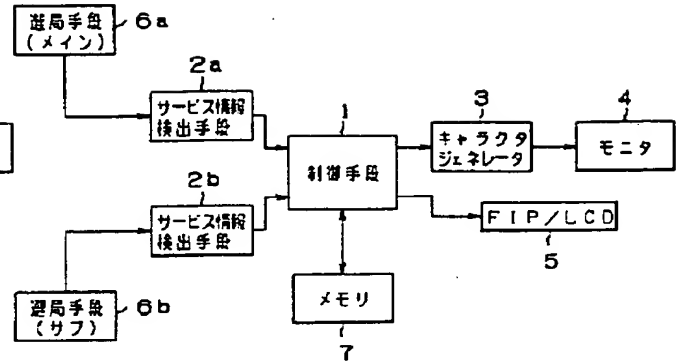 選局手段
(メイン)
6a
2a
サービス情報
検出手段
1
制御手段
3
キャラクタ
ジェネレータ
4
モニタ
2b
サービス情報
検出手段
FIP/LCD
5
選局手段
(サブ)
6b
メモリ
7